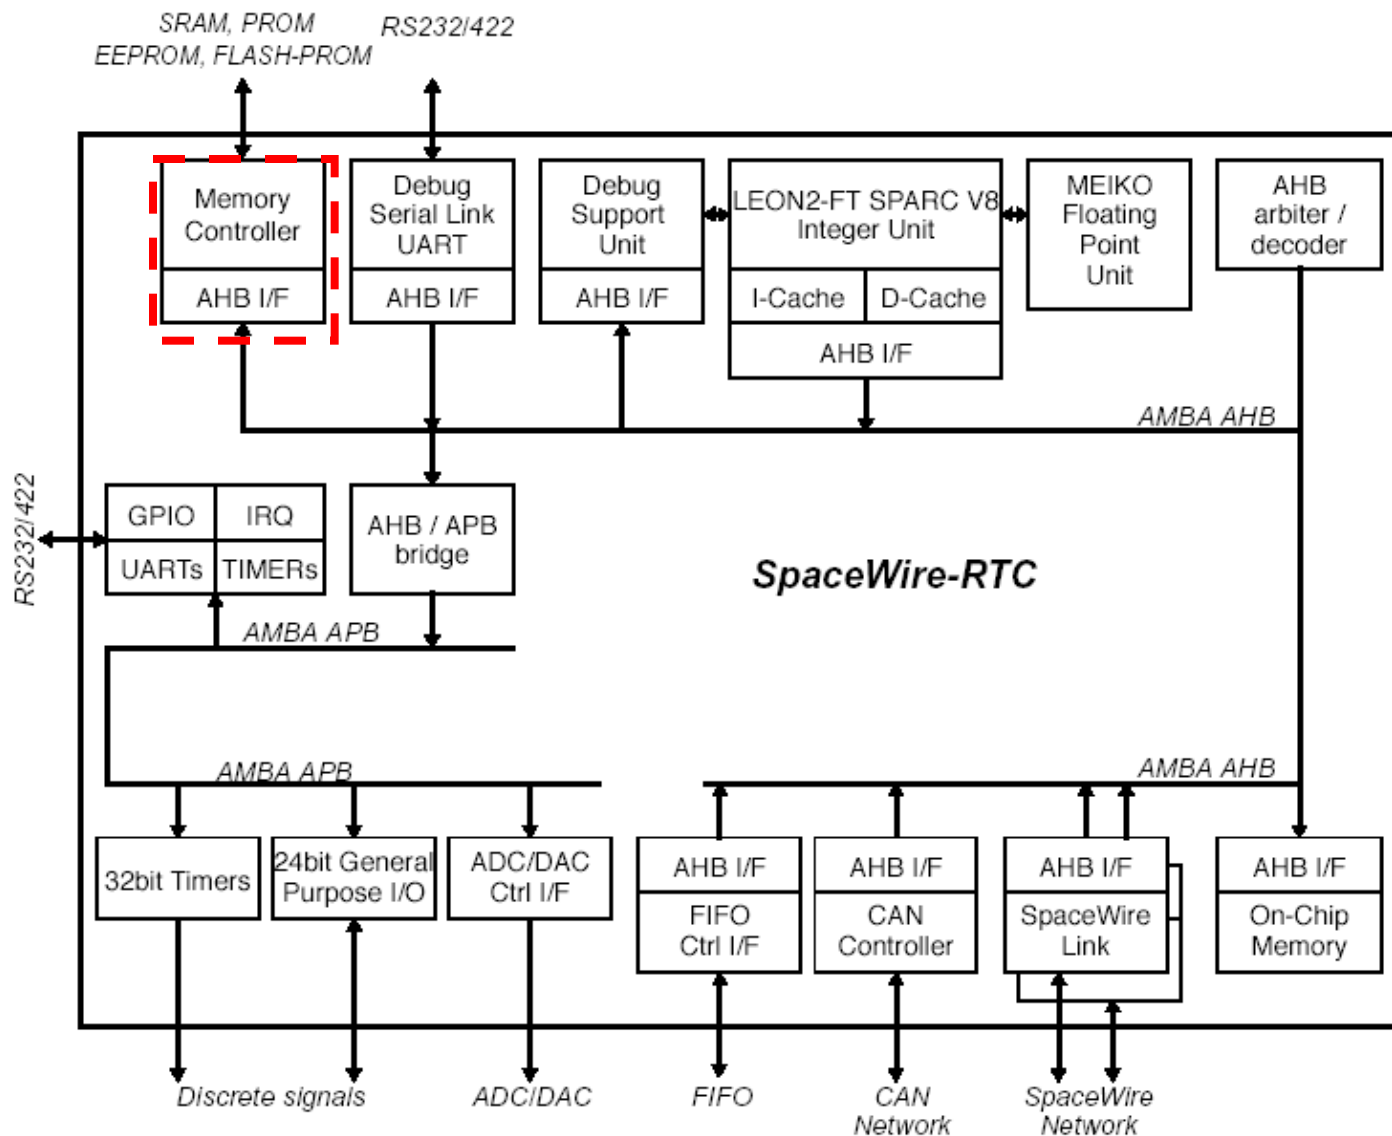 SRAM, PROM
EEPROM, FLASH-PROM
RS232/422
Memory
Controller
AHB I/F
Debug
Serial Link
UART
AHB I/F
Debug
Support
Unit
AHB I/F
LEON2-FT SPARC V8
Integer Unit
I-Cache
D-Cache
AHB I/F
MEIKO
Floating
Point
Unit
AHB
arbiter /
decoder
AMBA AHB
RS232/422
GPIO
IRQ
UARTs
TIMERs
AHB / APB
bridge
SpaceWire-RTC
AMBA APB
AMBA APB
AMBA AHB
32bit Timers
24bit General
Purpose I/O
ADC/DAC
Ctrl I/F
AHB I/F
FIFO
Ctrl I/F
AHB I/F
CAN
Controller
AHB I/F
SpaceWire
Link
AHB I/F
On-Chip
Memory
Discrete signals
ADC/DAC
FIFO
CAN
Network
SpaceWire
Network